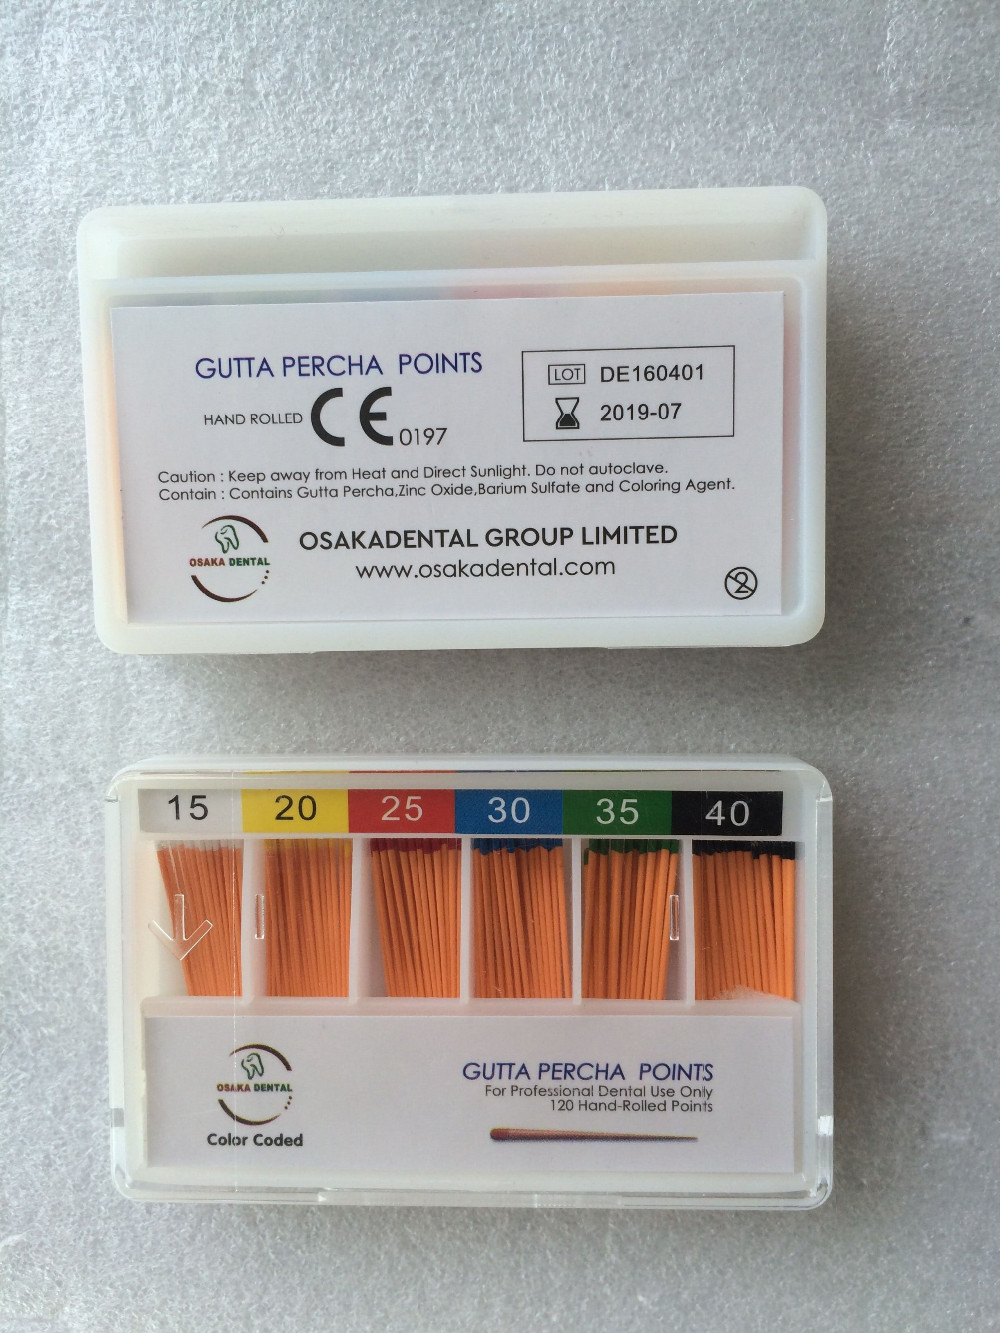 GUTTA PERCHA POINTS
HAND ROLLED CE 0197
LOT DE160401
2019-07
Caution : Keep away from Heat and Direct Sunlight. Do not autoclave.
Contain : Contains Gutta Percha,Zinc Oxide,Barium Sulfate and Coloring Agent.
OSAKA DENTAL
OSAKADENTAL GROUP LIMITED
www.osakadental.com
2
15 20 25 30 35 40
OSAKA DENTAL
Color Coded
GUTTA PERCHA POINTS
For Professional Dental Use Only
120 Hand-Rolled Points